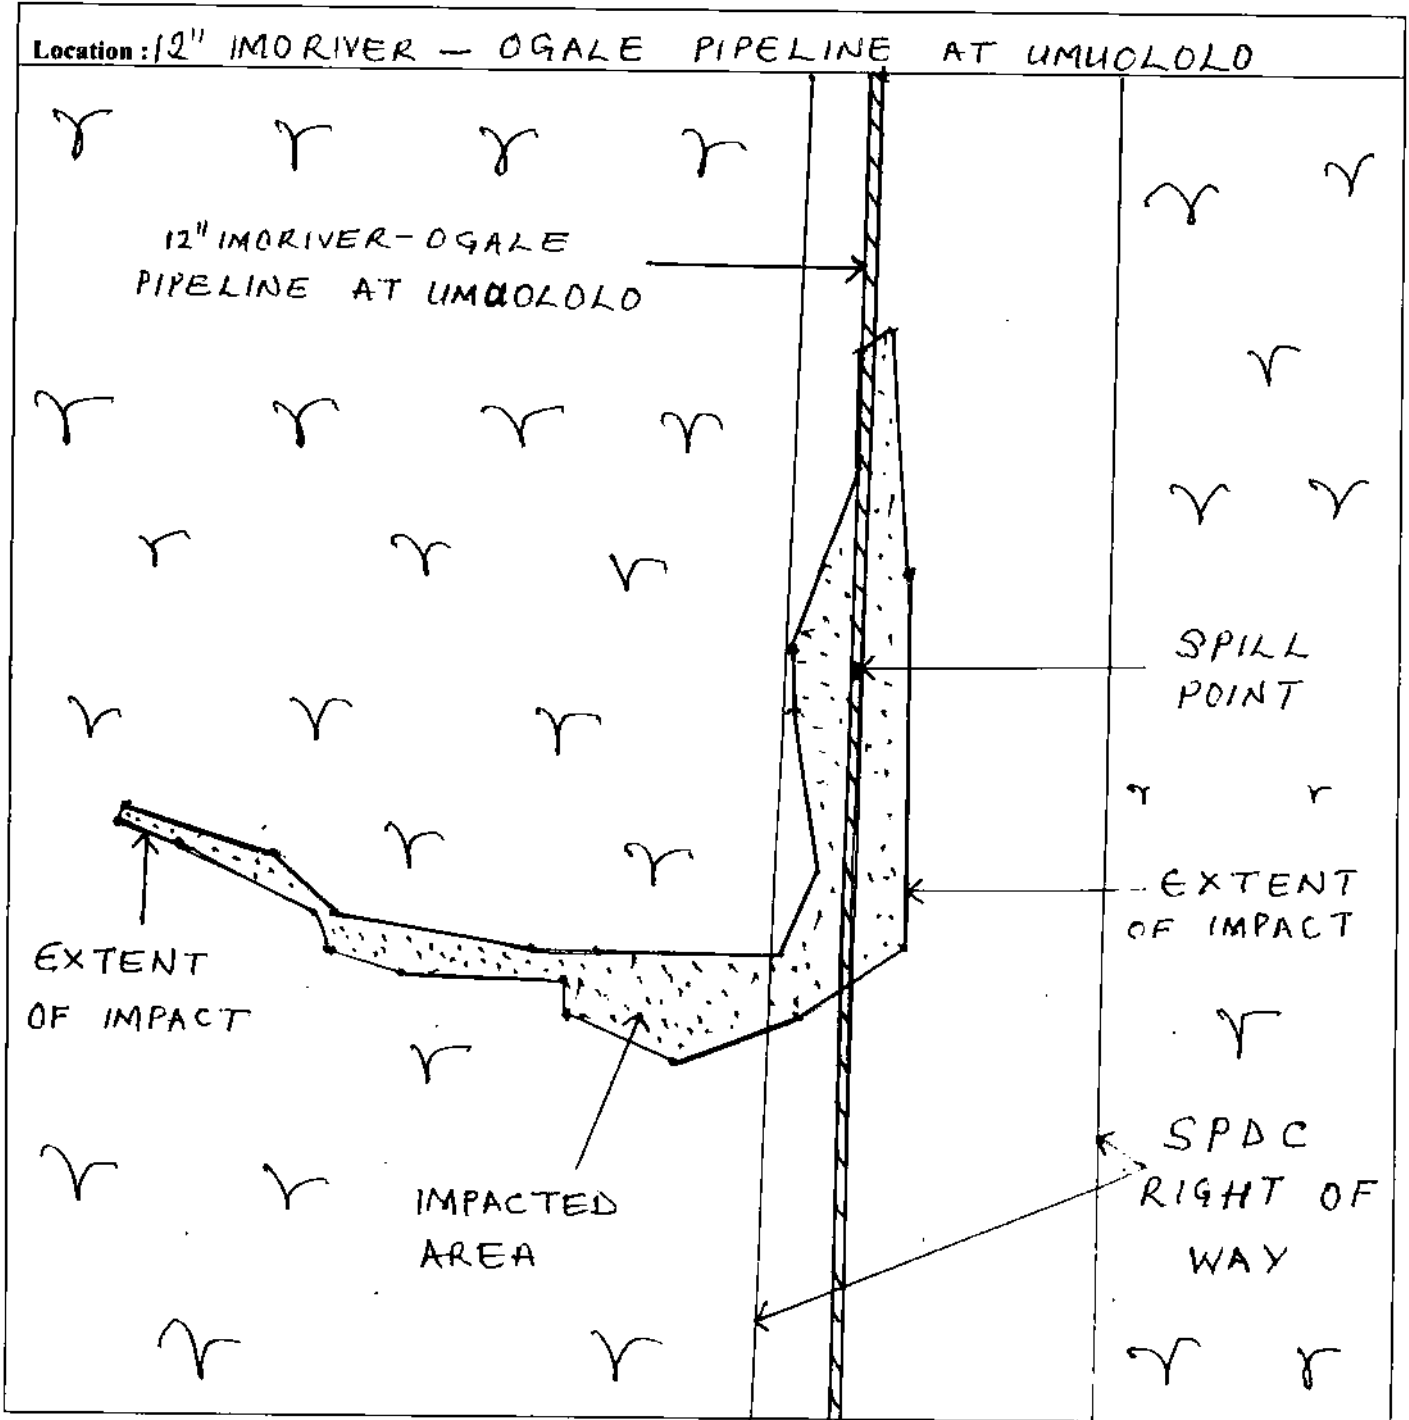 Location : 12" IMORIVER – OGALE PIPELINE AT UMUOLOLO
12" IMORIVER-OGALE
PIPELINE AT UMUOLOLO
SPILL
POINT
EXTENT
OF IMPACT
EXTENT
OF IMPACT
IMPACTED
AREA
SPDC
RIGHT OF
WAY